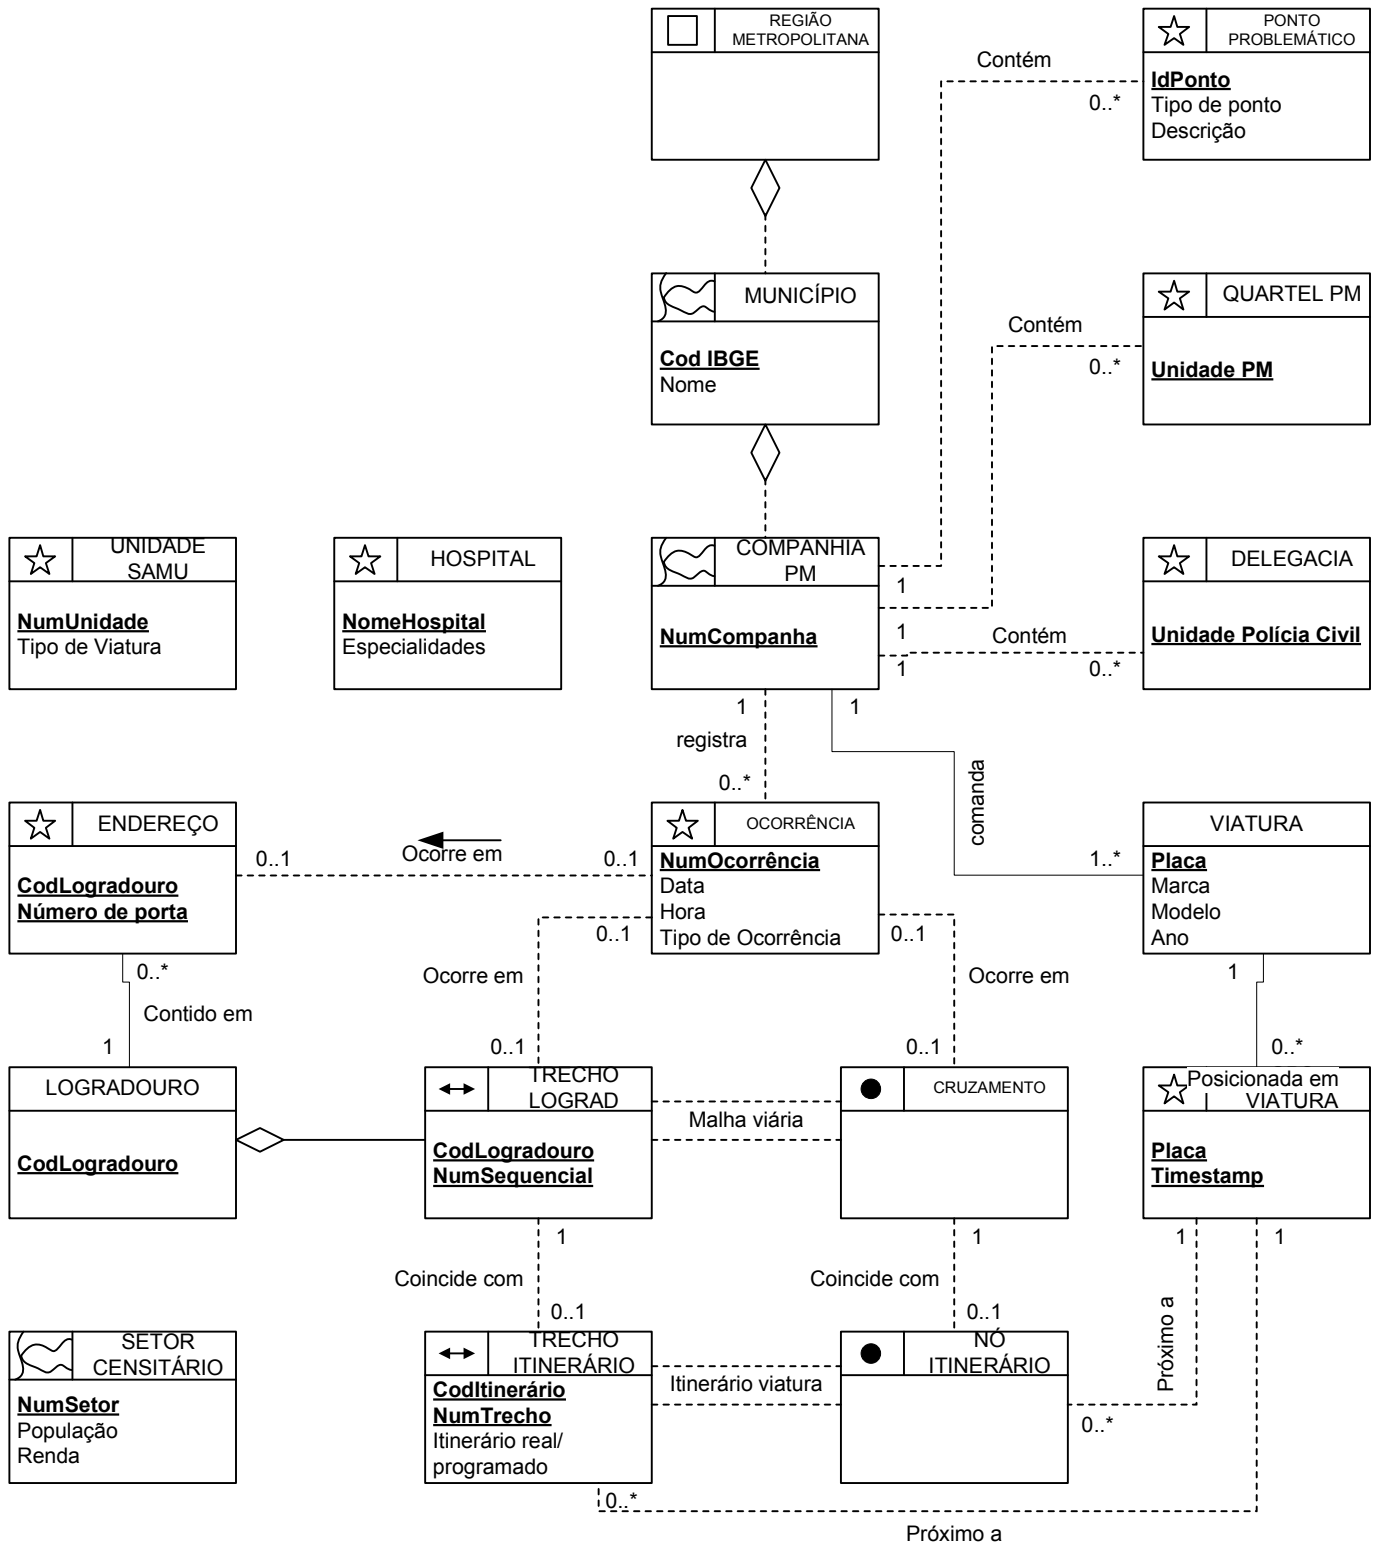 REGIÃO
METROPOLITANA
PONTO
PROBLEMÁTICO
Contém
0..*
IdPonto
Tipo de ponto
Descrição
MUNICÍPIO
Cod IBGE
Nome
QUARTEL PM
Contém
0..*
Unidade PM
UNIDADE
SAMU
NumUnidade
Tipo de Viatura
HOSPITAL
NomeHospital
Especialidades
COMPANHIA
PM
NumCompanha
1
1
1
Contém
0..*
DELEGACIA
Unidade Polícia Civil
1
registra
0..*
1
comanda
1..*
ENDEREÇO
CodLogradouro
Número de porta
0..1
Ocorre em
0..1
OCORRÊNCIA
NumOcorrência
Data
Hora
Tipo de Ocorrência
VIATURA
Placa
Marca
Modelo
Ano
0..1
Ocorre em
0..1
0..1
Ocorre em
0..1
0..*
Contido em
1
1
0..*
Posicionada em
LOGRADOURO
CodLogradouro
TRECHO
LOGRAD
CodLogradouro
NumSequencial
Malha viária
CRUZAMENTO
VIATURA
Placa
Timestamp
1
Coincide com
0..1
1
Coincide com
0..1
1
1
Próximo a
0..*
SETOR
CENSITÁRIO
NumSetor
População
Renda
TRECHO
ITINERÁRIO
CodItinerário
NumTrecho
Itinerário real/
programado
Itinerário viatura
NÓ
ITINERÁRIO
0..*
Próximo a